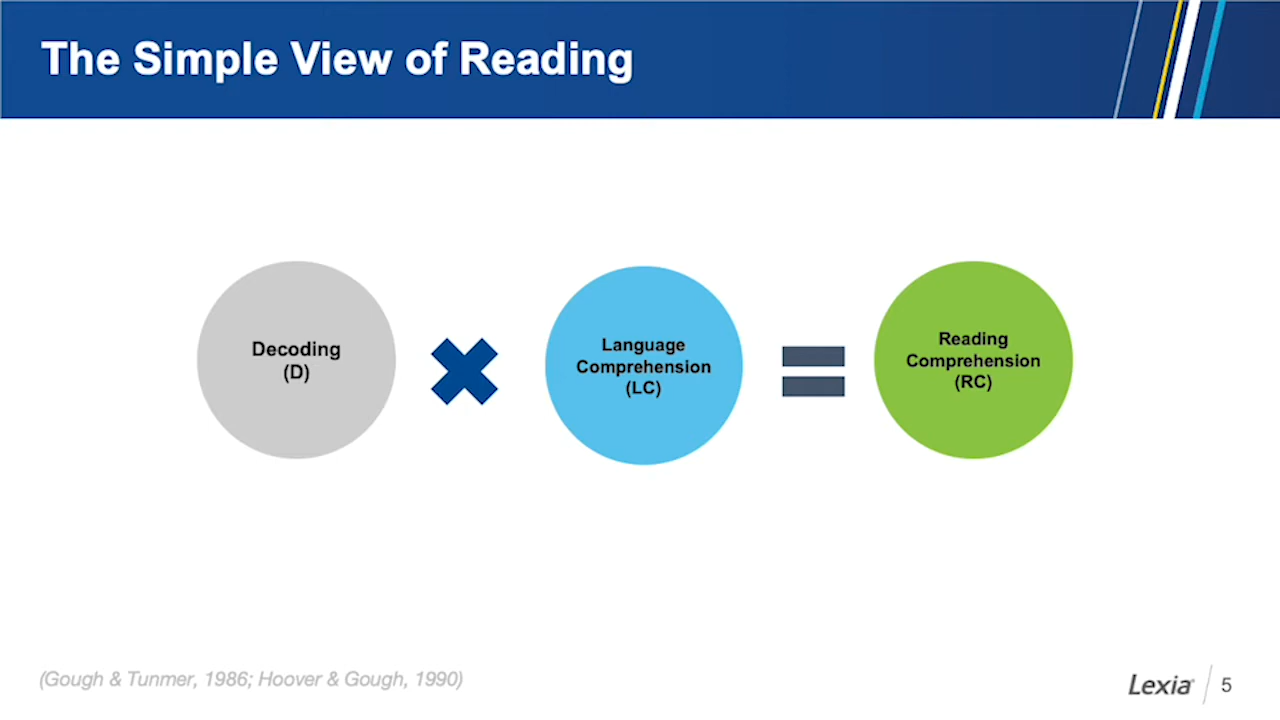 The Simple View of Reading
Decoding
(D)
Language
Comprehension
(LC)
Reading
Comprehension
(RC)
(Gough & Tunmer, 1986; Hoover & Gough, 1990)
Lexia 5